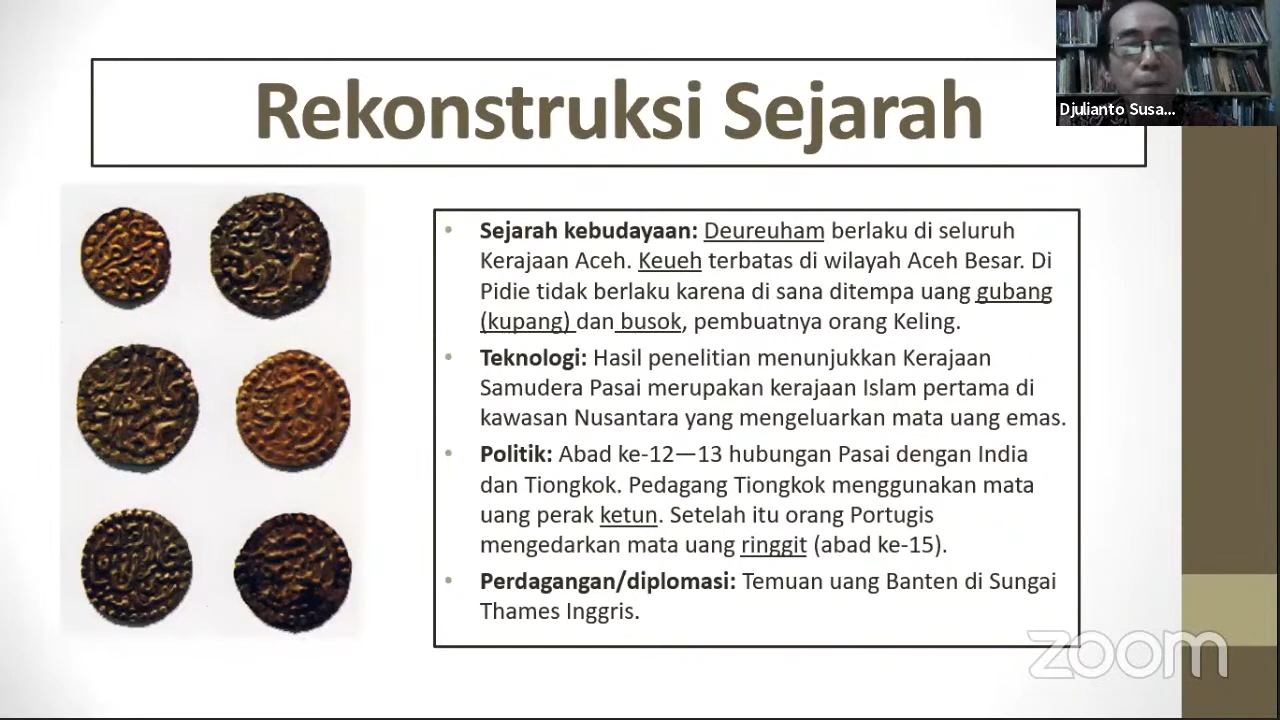 Rekonstruksi Sejarah
Djulianto Susa...
• Sejarah kebudayaan: Deureuham berlaku di seluruh
Kerajaan Aceh. Keueh terbatas di wilayah Aceh Besar. Di
Pidie tidak berlaku karena di sana ditempa uang gubang
(kupang) dan busok, pembuatnya orang Keling.
• Teknologi: Hasil penelitian menunjukkan Kerajaan
Samudera Pasai merupakan kerajaan Islam pertama di
kawasan Nusantara yang mengeluarkan mata uang emas.
• Politik: Abad ke-12—13 hubungan Pasai dengan India
dan Tiongkok. Pedagang Tiongkok menggunakan mata
uang perak ketun. Setelah itu orang Portugis
mengedarkan mata uang ringgit (abad ke-15).
• Perdagangan/diplomasi: Temuan uang Banten di Sungai
Thames Inggris.
zoom